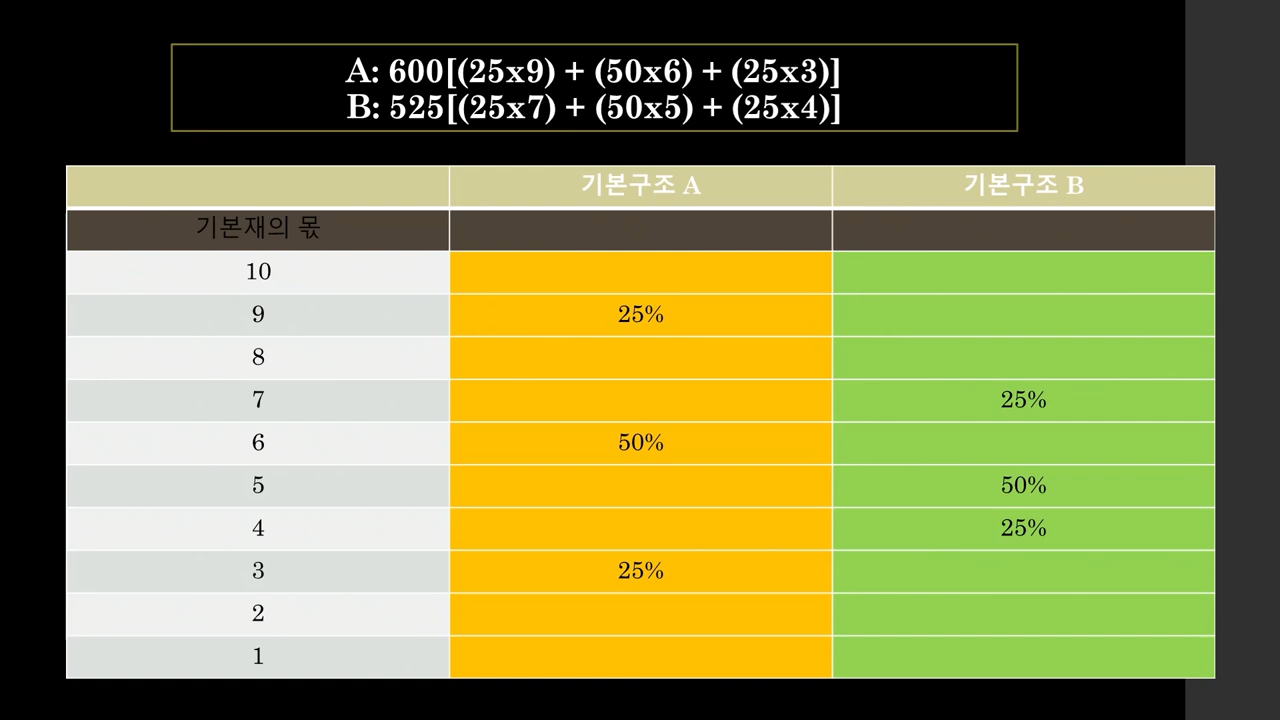 A: 600[(25x9) + (50x6) + (25x3)]
B: 525[(25x7) + (50x5) + (25x4)]
기본구조 A 기본구조 B
기본재의 몫
10
9 25%
8
7 25%
6 50%
5 50%
4 25%
3 25%
2
1